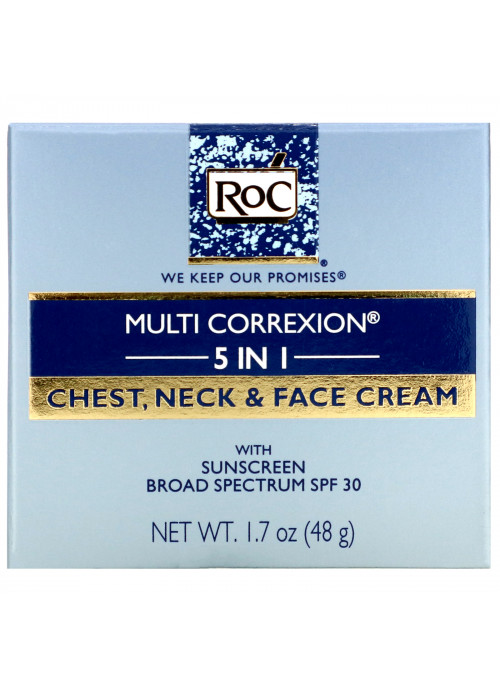 RoC®
WE KEEP OUR PROMISES®
MULTI CORREXION®
5 IN 1
CHEST, NECK & FACE CREAM
WITH
SUNSCREEN
BROAD SPECTRUM SPF 30
NET WT. 1.7 oz (48 g)